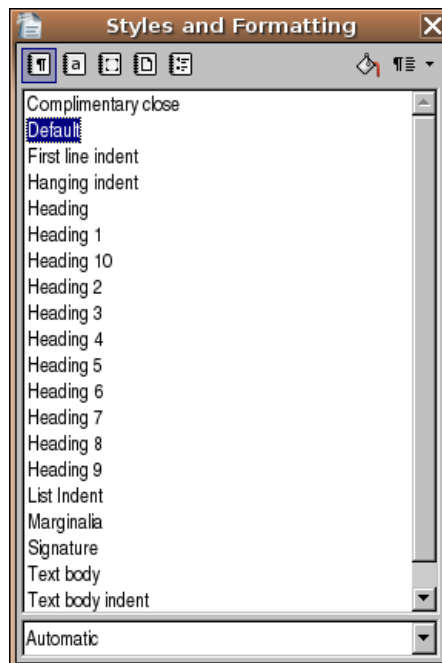 Styles and Formatting
Complimentary close
Default
First line indent
Hanging indent
Heading
Heading 1
Heading 10
Heading 2
Heading 3
Heading 4
Heading 5
Heading 6
Heading 7
Heading 8
Heading 9
List Indent
Marginalia
Signature
Text body
Text body indent
Automatic